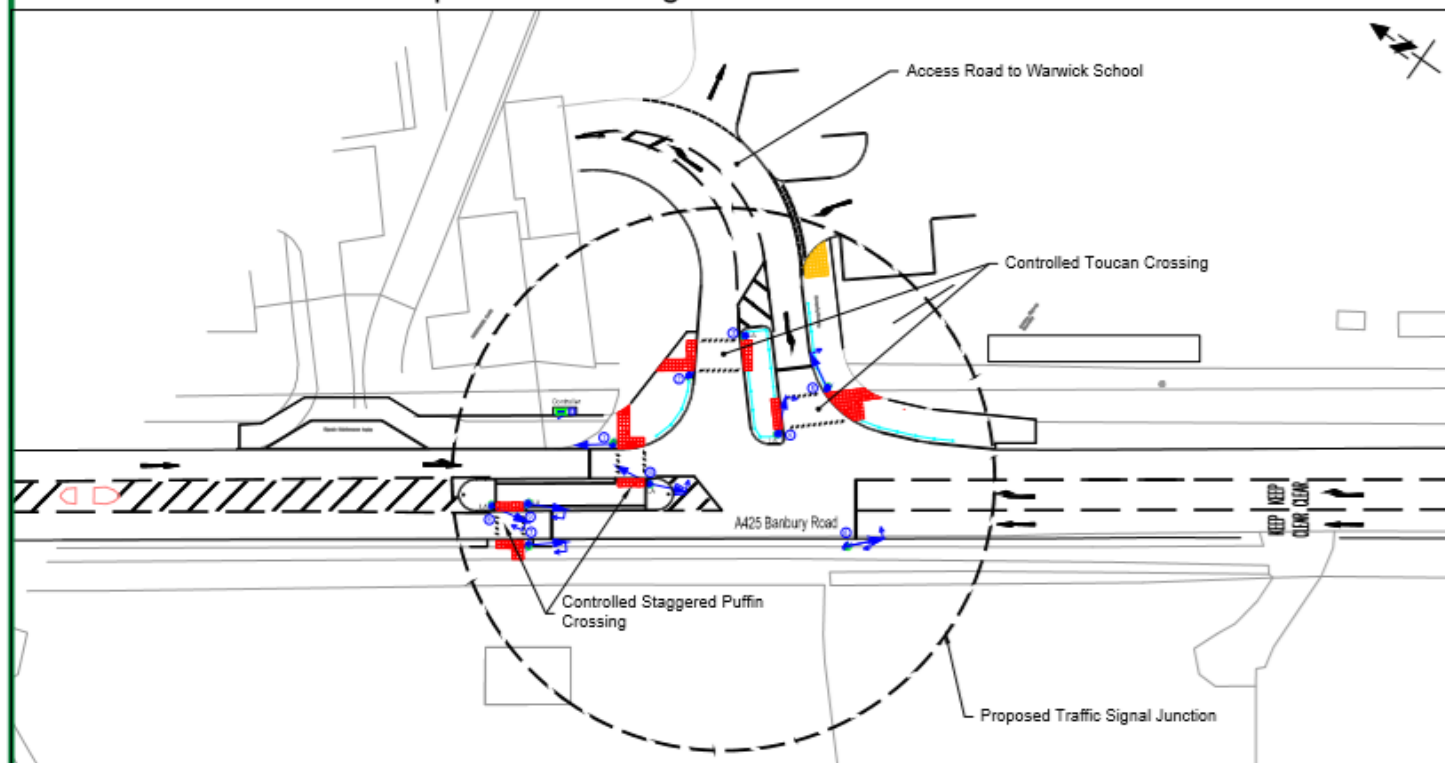 N
Access Road to Warwick School
Controlled Toucan Crossing
Controller
A425 Banbury Road
KEEP KEEP
CLEAR CLEAR
Controlled Staggered Puffin
Crossing
Proposed Traffic Signal Junction